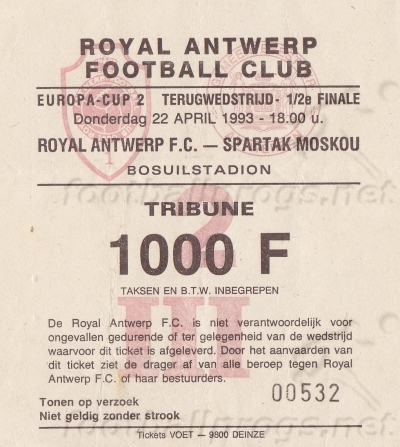 ROYAL ANTWERP
FOOTBALL CLUB
EUROPA-CUP 2 TERUGWEDSTRIJD - 1/2e FINALE
Donderdag 22 APRIL 1993 - 18.00 u.
ROYAL ANTWERP F.C. — SPARTAK MOSKOU
BOSUILSTADION
TRIBUNE
2
1000 F
III
TAKSEN EN B.T.W. INBEGREPEN
De Royal Antwerp F.C. is niet verantwoordelijk voor
ongevallen gedurende of ter gelegenheid van de wedstrijd
waarvoor dit ticket is afgeleverd. Door het aanvaarden van
dit ticket ziet de drager af van alle beroep tegen Royal
Antwerp F.C. of haar bestuurders.
00532
Tonen op verzoek
Niet geldig zonder strook
Tickets VOET — 9800 DEINZE